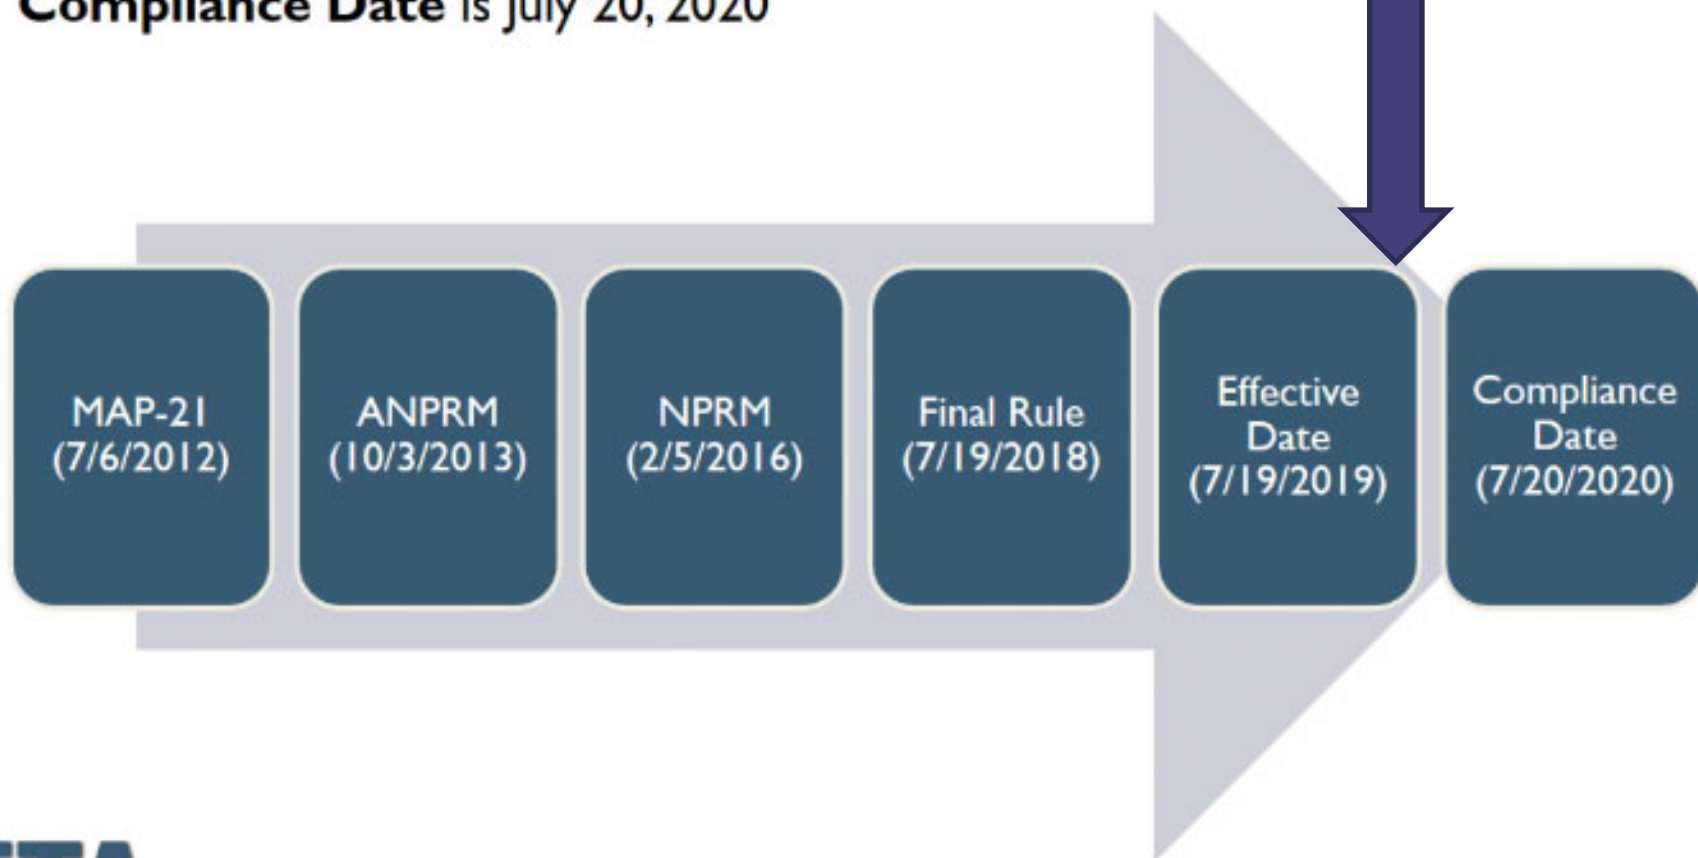 Compliance Date is July 20, 2020
MAP-21
(7/6/2012)
ANPRM
(10/3/2013)
NPRM
(2/5/2016)
Final Rule
(7/19/2018)
Effective
Date
(7/19/2019)
Compliance
Date
(7/20/2020)